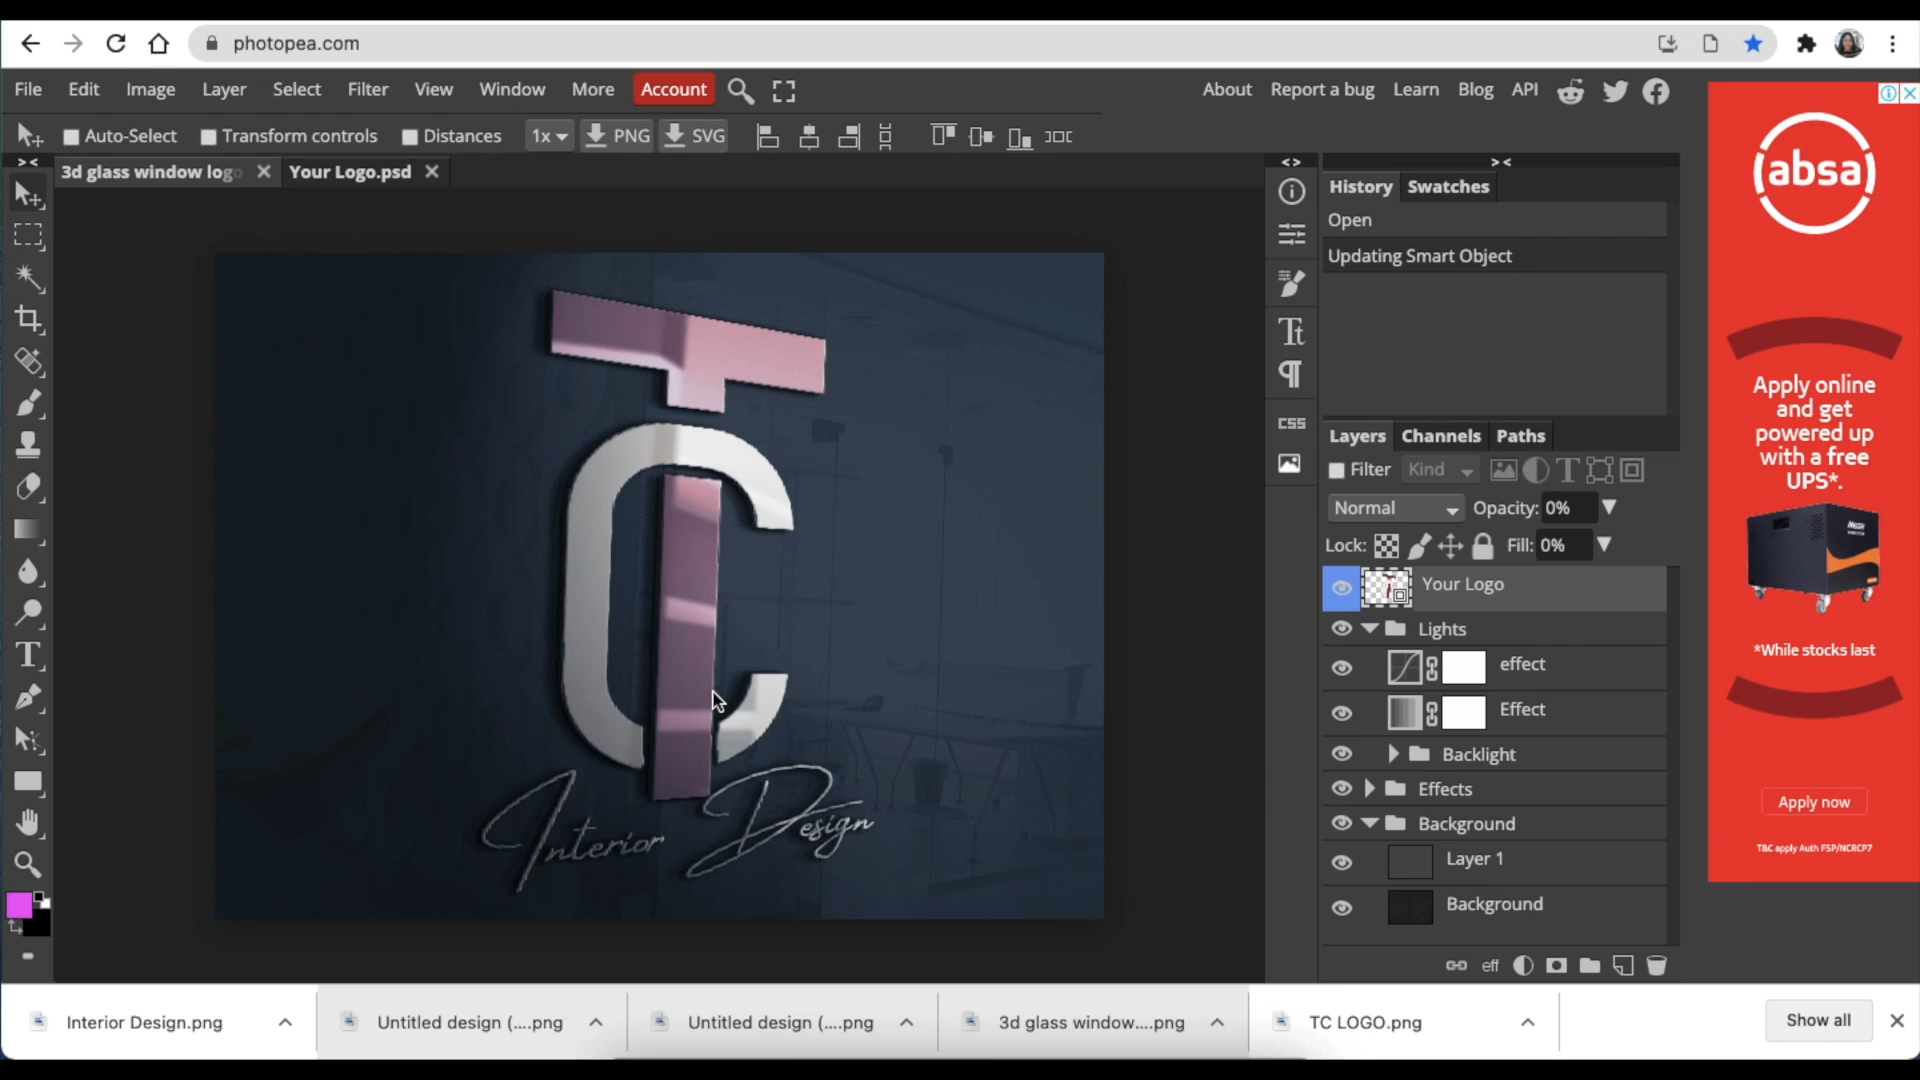 photopea.com
File Edit Image Layer Select Filter View Window More Account
About Report a bug Learn Blog API
Auto-Select Transform controls Distances 1x PNG SVG
3d glass window logo Your Logo.psd
History Swatches
Open
Updating Smart Object
CSS
Layers Channels Paths
Filter Kind
Normal Opacity: 0%
Lock: Fill: 0%
Your Logo
Lights
effect
Effect
Backlight
Effects
Background
Layer 1
Background
eff
TC
Interior Design
absa
Apply online
and get
powered up
with a free
UPS*.
*While stocks last
Apply now
T&C apply Auth FSP/NCRCP7
Interior Design.png
Untitled design (....png
Untitled design (....png
3d glass window....png
TC LOGO.png
Show all